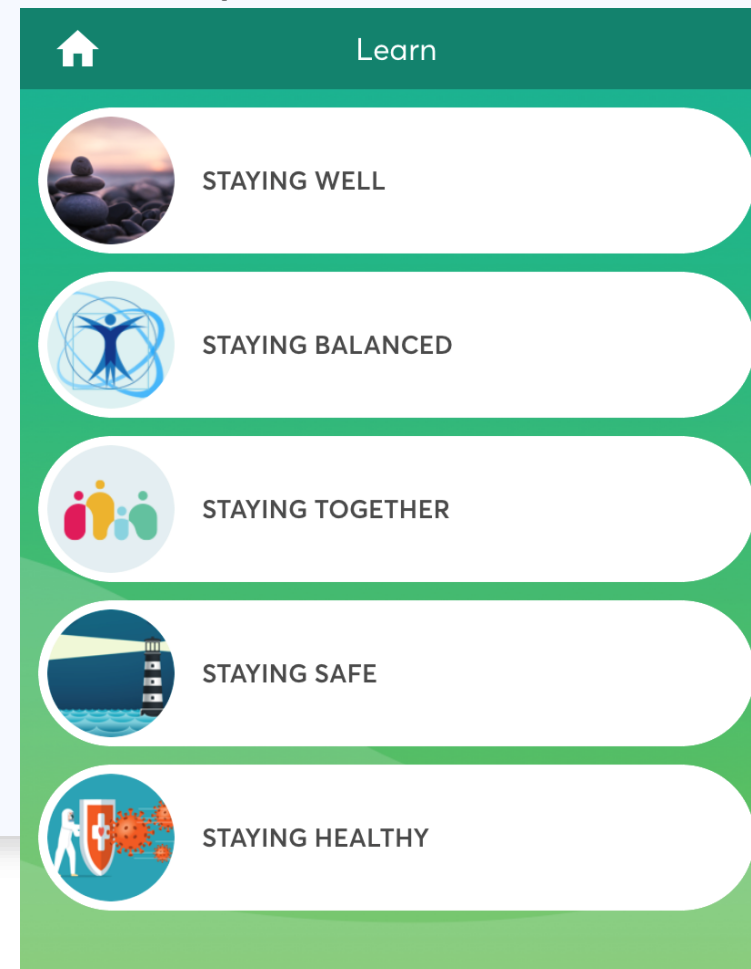 Learn
STAYING WELL
STAYING BALANCED
STAYING TOGETHER
STAYING SAFE
STAYING HEALTHY